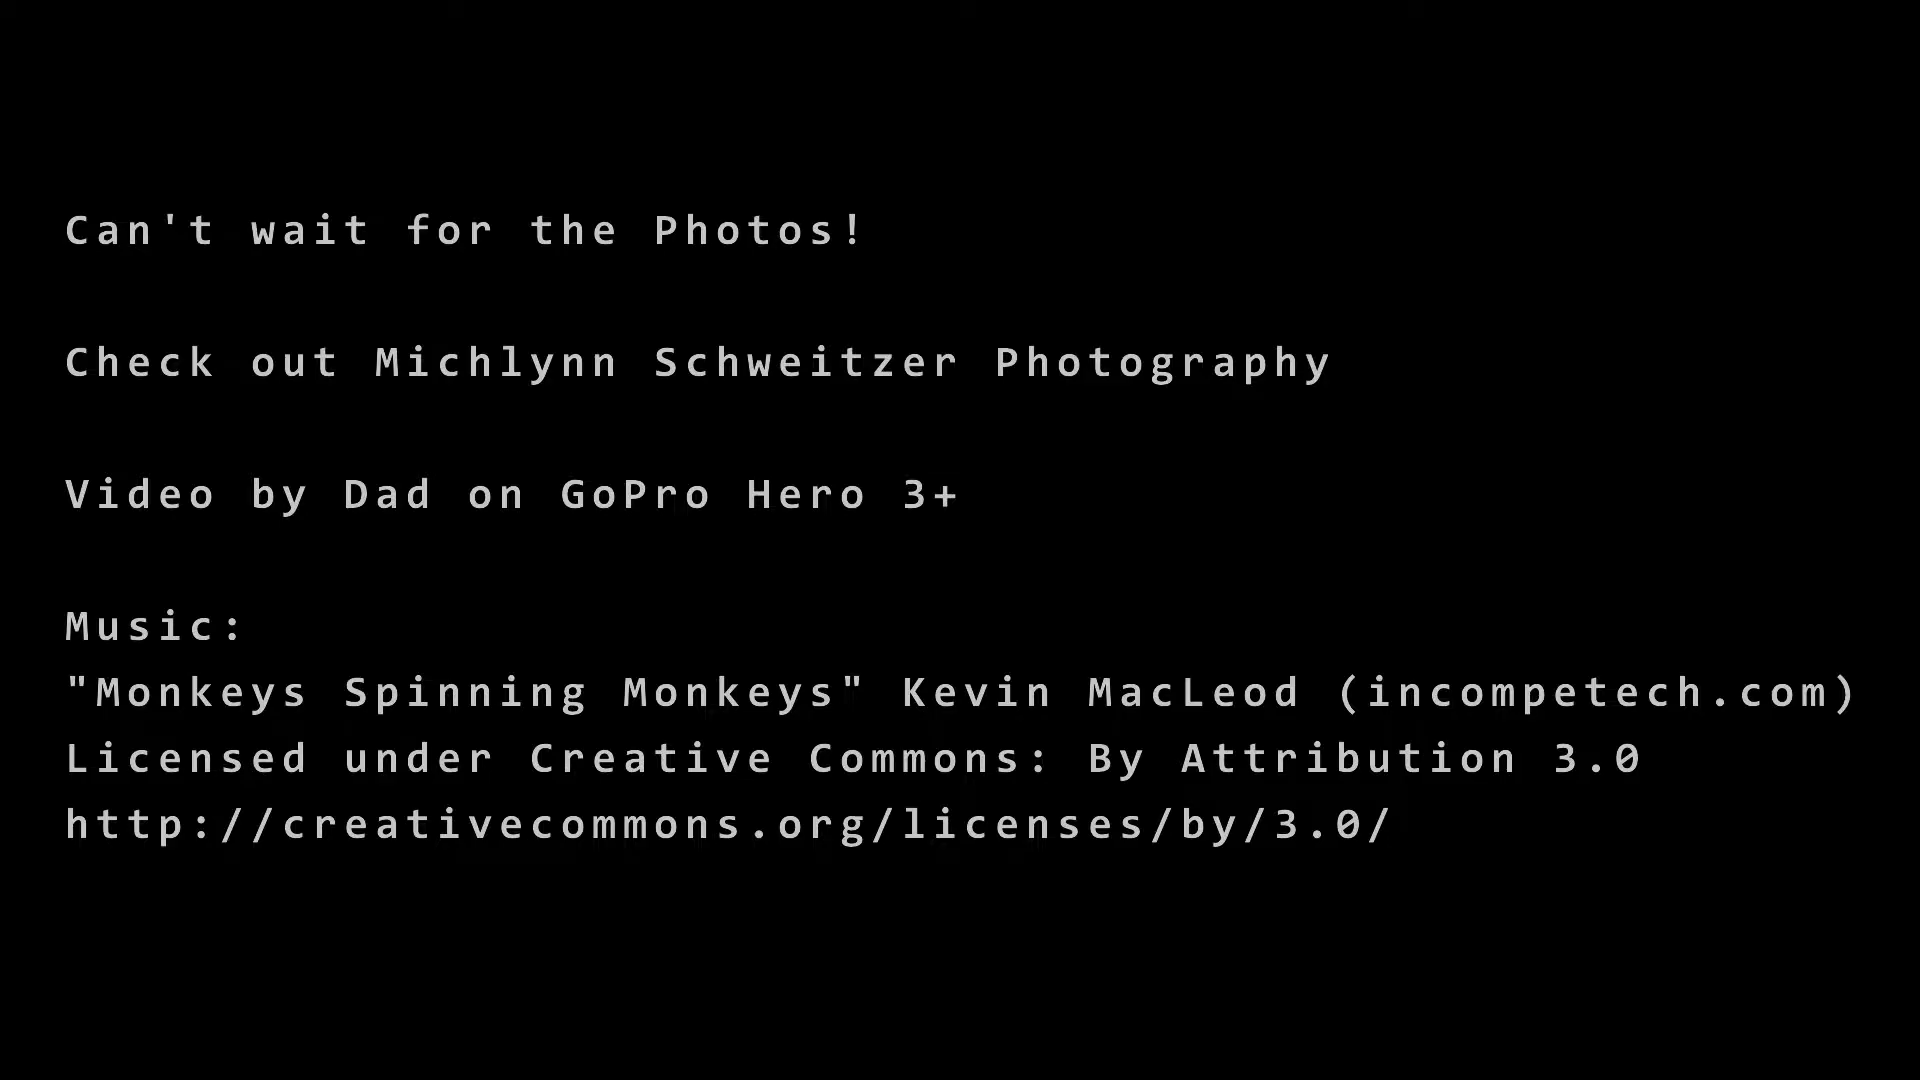 Can't wait for the Photos!
Check out Michlynn Schweitzer Photography
Video by Dad on GoPro Hero 3+
Music:
"Monkeys Spinning Monkeys" Kevin MacLeod (incompetech.com)
Licensed under Creative Commons: By Attribution 3.0
http://creativecommons.org/licenses/by/3.0/